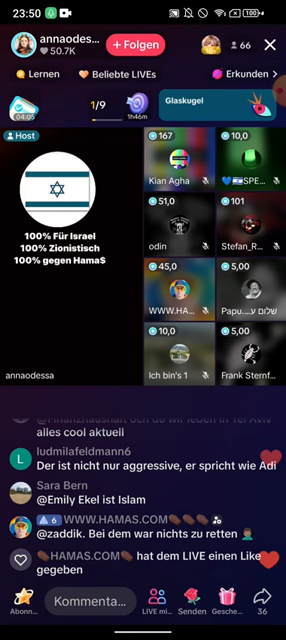 23:50
100
annaodes...
50.7K
+ Folgen
66
Lernen
Beliebte LIVEs
Erkunden
04:05
1/9
1h46m
Glaskugel
Host
100% Für Israel
100% Zionistisch
100% gegen Hama$
annaodessa
167
Kian Agha
10,0
SPE...
51,0
odin
101
Stefan_R...
45,0
WWW.HA...
5,00
Papu....שלום ע
10,0
Ich bin's 1
5,00
Frank Sternf...
alles cool aktuell
ludmilafeldmann6
Der ist nicht nur aggressive, er spricht wie Adi
Sara Bern
@Emily Ekel ist Islam
6 WWW.HAMAS.COM
@zaddik. Bei dem war nichts zu retten
HAMAS.COM hat dem LIVE einen Like
gegeben
Abonn...
Kommenta...
LIVE mi...
Senden
Gesche...
36